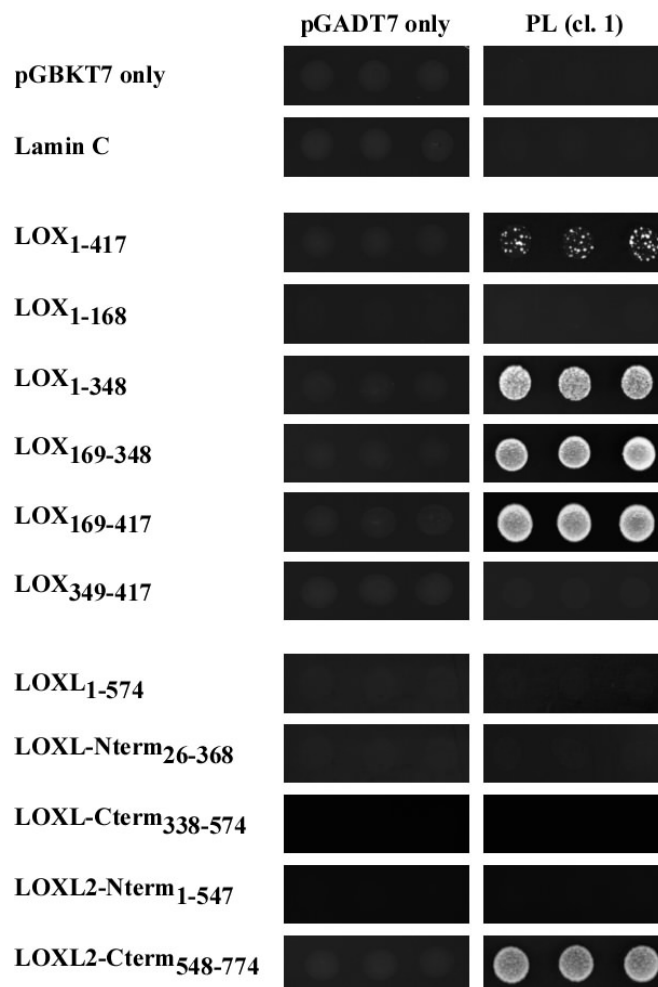 pGADT7 only PL (cl. 1)
pGBKT7 only
Lamin C
LOX1-417
LOX1-168
LOX1-348
LOX169-348
LOX169-417
LOX349-417
LOXL1-574
LOXL-Nterm26-368
LOXL-Cterm338-574
LOXL2-Nterm1-547
LOXL2-Cterm548-774